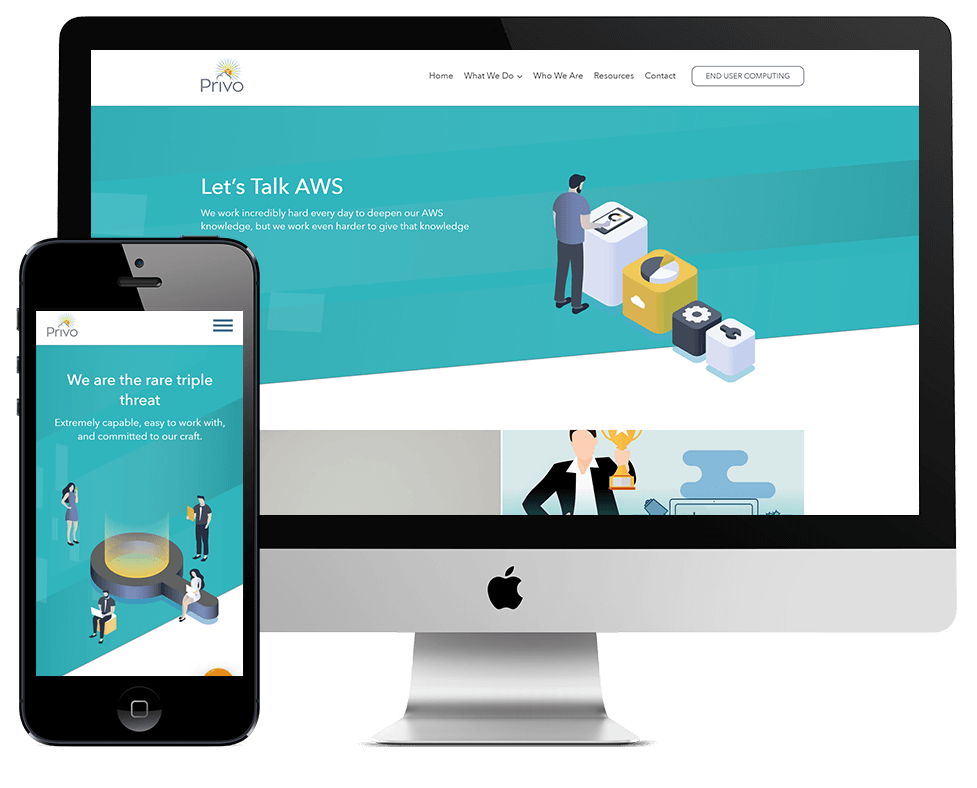 Privo
Home What We Do Who We Are Resources Contact END USER COMPUTING
Let's Talk AWS
We work incredibly hard every day to deepen our AWS
knowledge, but we work even harder to give that knowledge
Privo
We are the rare triple
threat
Extremely capable, easy to work with,
and committed to our craft.